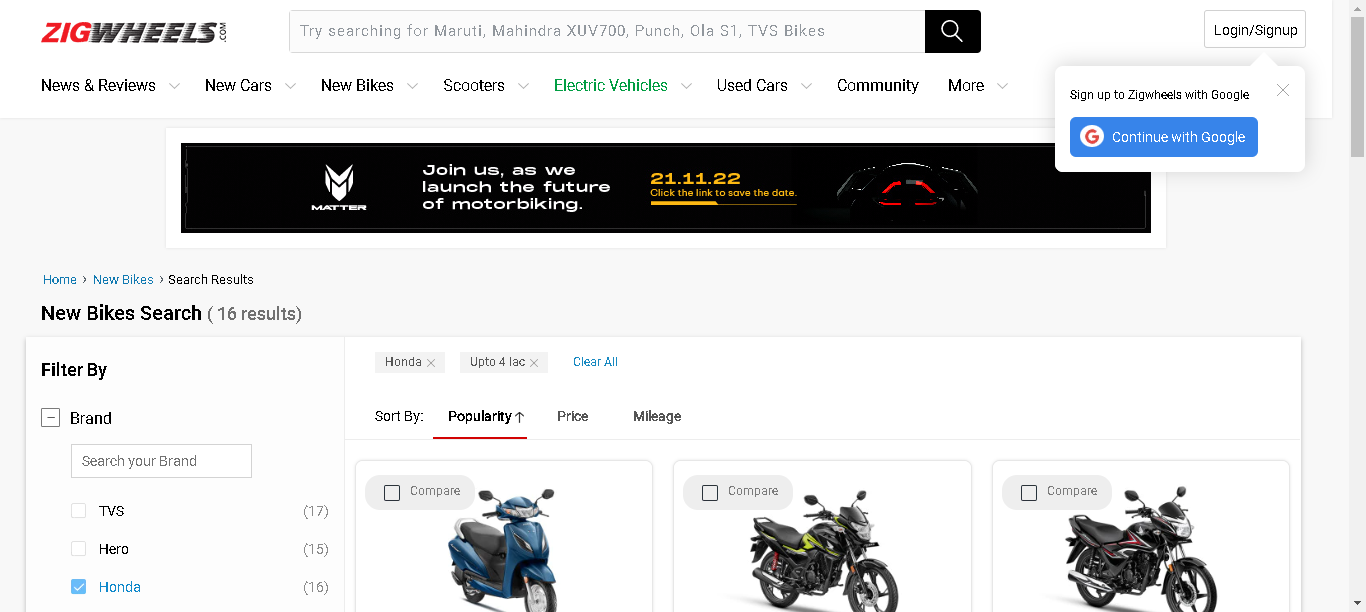 ZIGWHEELS.COM
Try searching for Maruti, Mahindra XUV700, Punch, Ola S1, TVS Bikes
Login/Signup
News & Reviews New Cars New Bikes Scooters Electric Vehicles Used Cars Community More
Sign up to Zigwheels with Google
G Continue with Google
MATTER
Join us, as we
launch the future
of motorbiking.
21.11.22
Click the link to save the date.
Home › New Bikes › Search Results
New Bikes Search ( 16 results)
Filter By
Brand
Search your Brand
TVS (17)
Hero (15)
Honda (16)
Honda Upto 4 lac Clear All
Sort By: Popularity Price Mileage
Compare Compare Compare